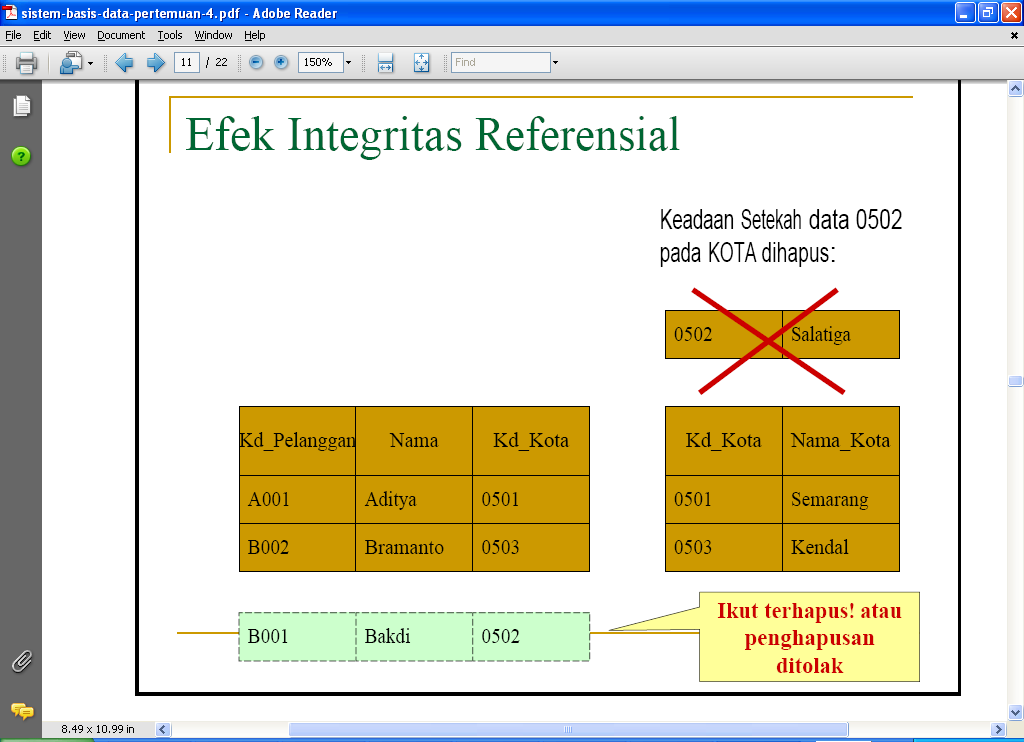 sistem-basis-data-pertemuan-4.pdf - Adobe Reader
File Edit View Document Tools Window Help
11 / 22 150% Find
Efek Integritas Referensial
Keadaan Setekah data 0502
pada KOTA dihapus:
0502 Salatiga
Kd_Pelanggan Nama Kd_Kota
A001 Aditya 0501
B002 Bramanto 0503
Kd_Kota Nama_Kota
0501 Semarang
0503 Kendal
B001 Bakdi 0502
Ikut terhapus! atau
penghapusan
ditolak
8.49 x 10.99 in